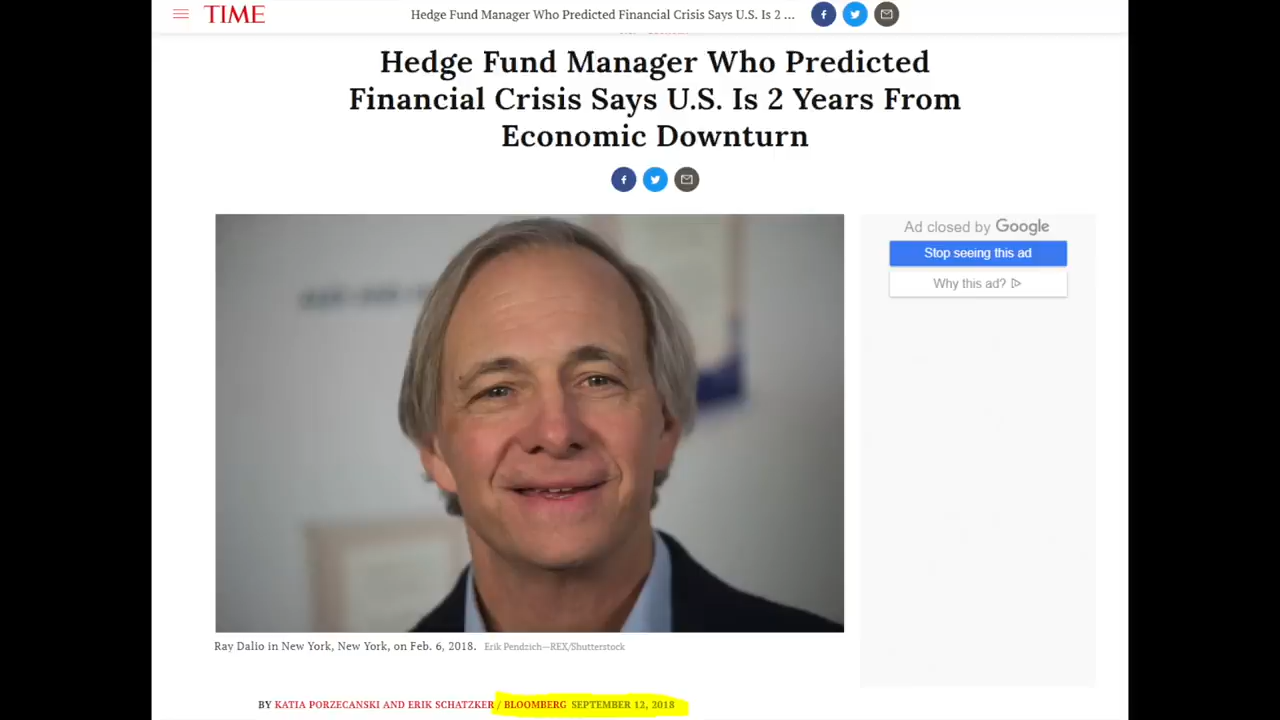 TIME
Hedge Fund Manager Who Predicted Financial Crisis Says U.S. Is 2 ...
Hedge Fund Manager Who Predicted
Financial Crisis Says U.S. Is 2 Years From
Economic Downturn
Ad closed by Google
Stop seeing this ad
Why this ad?
Ray Dalio in New York, New York, on Feb. 6, 2018. Erik Pendzich—REX/Shutterstock
BY KATIA PORZECANSKI AND ERIK SCHATZKER / BLOOMBERG SEPTEMBER 12, 2018